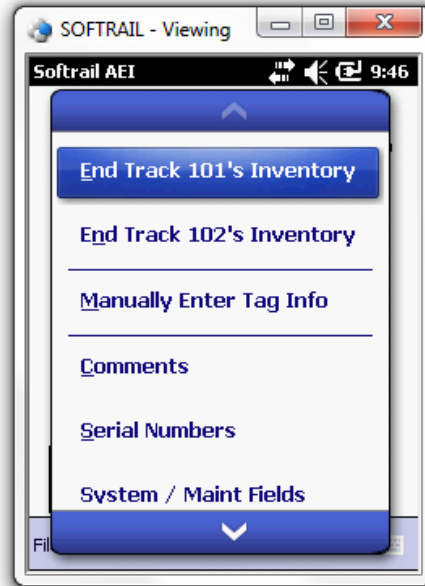 SOFTRAIL - Viewing
Softrail AEI 9:46
End Track 101's Inventory
End Track 102's Inventory
Manually Enter Tag Info
Comments
Serial Numbers
System / Maint Fields
Fil